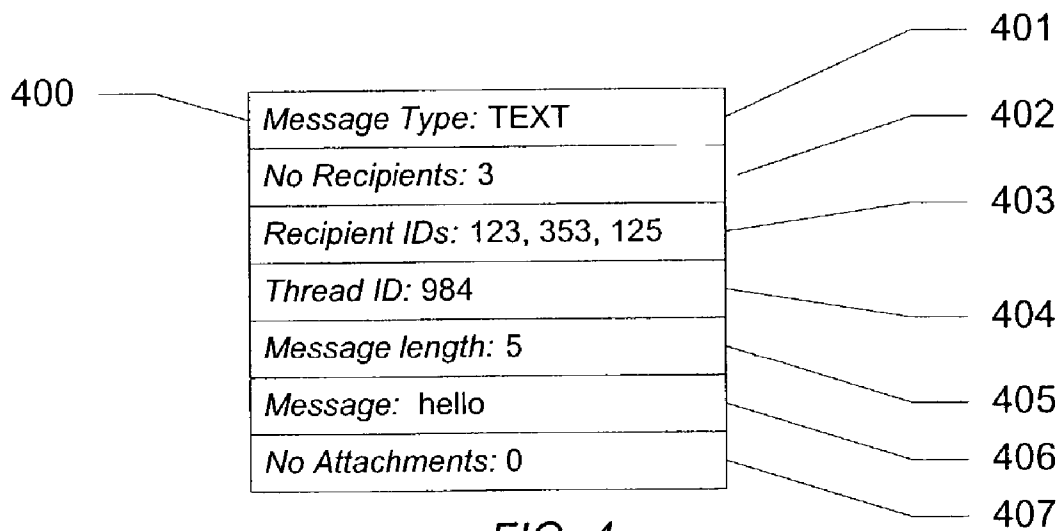 401
400
Message Type: TEXT
402
No Recipients: 3
403
Recipient IDs: 123, 353, 125
Thread ID: 984
404
Message length: 5
405
Message: hello
406
No Attachments: 0
407
FIG. 4